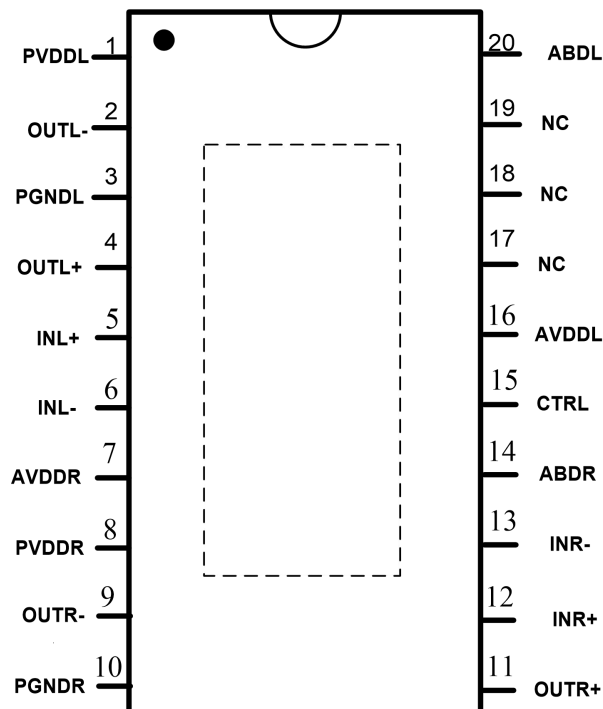 PVDDL 1 20 ABDL
OUTL- 2 19 NC
PGNDL 3 18 NC
OUTL+ 4 17 NC
INL+ 5 16 AVDDL
INL- 6 15 CTRL
AVDDR 7 14 ABDR
PVDDR 8 13 INR-
OUTR- 9 12 INR+
PGNDR 10 11 OUTR+